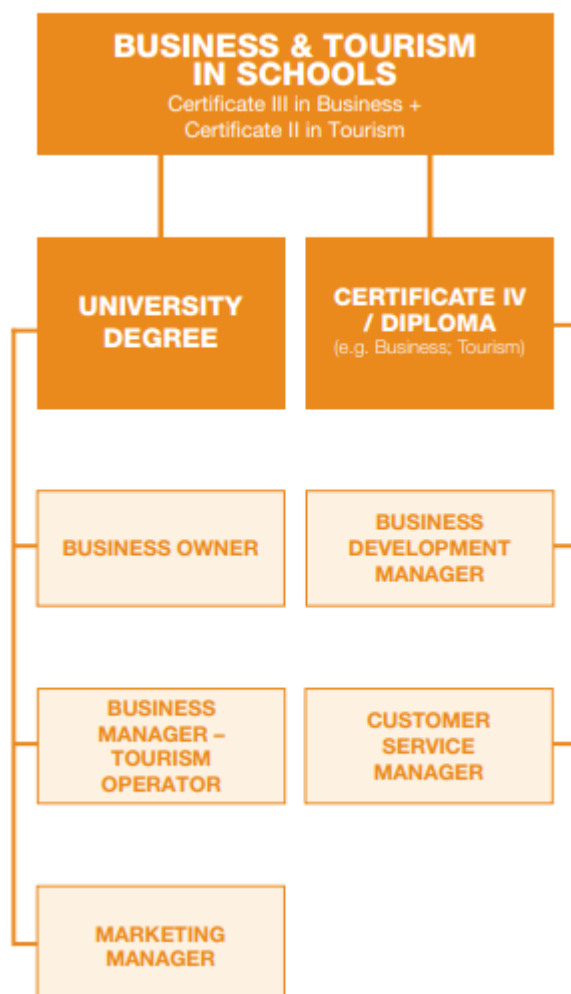 BUSINESS & TOURISM
IN SCHOOLS
Certificate III in Business +
Certificate II in Tourism
UNIVERSITY
DEGREE
CERTIFICATE IV
/ DIPLOMA
(e.g. Business; Tourism)
BUSINESS OWNER
BUSINESS
DEVELOPMENT
MANAGER
BUSINESS
MANAGER –
TOURISM
OPERATOR
CUSTOMER
SERVICE
MANAGER
MARKETING
MANAGER